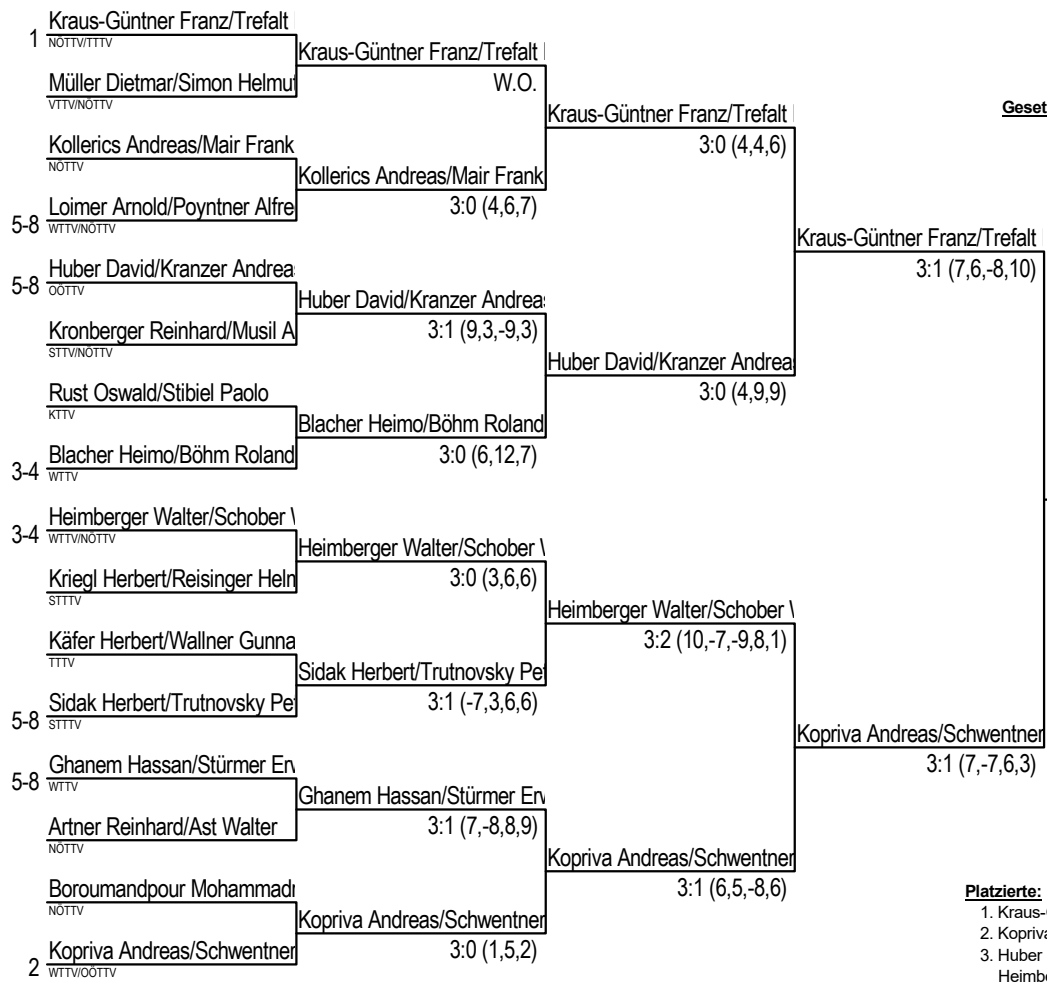 Kraus-Güntner Franz/Trefalt
1
NÖTTV/TTTV
Müller Dietmar/Simon Helmut
VTTV/NÖTTV
Kollerics Andreas/Mair Frank
NÖTTV
Loimer Arnold/Poyntner Alfre
5-8
WTTV/NÖTTV
Huber David/Kranzer Andrea
5-8
OÖTTV
Kronberger Reinhard/Musil A
STTV/NÖTTV
Rust Oswald/Stibiel Paolo
KTTV
Blacher Heimo/Böhm Roland
3-4
WTTV
Heimberger Walter/Schober
3-4
WTTV/NÖTTV
Kriegl Herbert/Reisinger Heln
STTTV
Käfer Herbert/Wallner Gunna
TTTV
Sidak Herbert/Trutnovsky Pe
5-8
STTTV
Ghanem Hassan/Stürmer Erv
5-8
WTTV
Artner Reinhard/Ast Walter
NÖTTV
Boroumandpour Mohammadr
NÖTTV
Kopriva Andreas/Schwentner
2
WTTV/OÖTTV
Kraus-Güntner Franz/Trefalt
W.O.
Kollerics Andreas/Mair Frank
3:0 (4,6,7)
Huber David/Kranzer Andreas
3:1 (9,3,-9,3)
Blacher Heimo/Böhm Roland
3:0 (6,12,7)
Heimberger Walter/Schober
3:0 (3,6,6)
Sidak Herbert/Trutnovsky Pe
3:1 (-7,3,6,6)
Ghanem Hassan/Stürmer Erv
3:1 (7,-8,8,9)
Kopriva Andreas/Schwentner
3:0 (1,5,2)
Kraus-Güntner Franz/Trefalt
3:0 (4,4,6)
Huber David/Kranzer Andrea
3:0 (4,9,9)
Heimberger Walter/Schober
3:2 (10,-7,-9,8,1)
Kopriva Andreas/Schwentner
3:1 (6,5,-8,6)
Kraus-Güntner Franz/Trefalt
3:1 (7,6,-8,10)
Kopriva Andreas/Schwentner
3:1 (7,-7,6,3)
Geset
Platzierte:
1. Kraus-
2. Kopriva
3. Huber
Heimbe